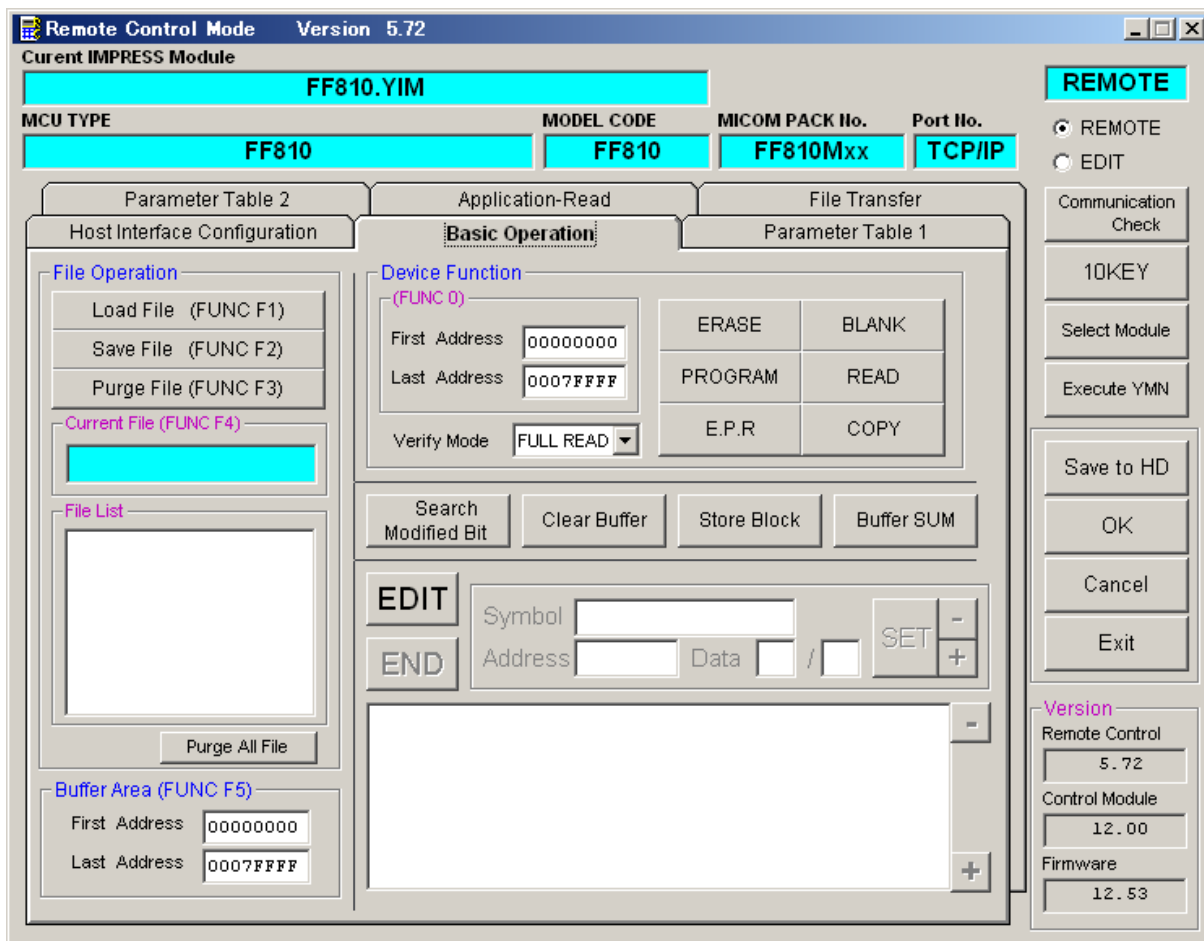 Remote Control Mode Version 5.72
Curent IMPRESS Module
FF810.YIM
REMOTE
MCU TYPE MODEL CODE MICOM PACK No. Port No.
FF810 FF810 FF810Mxx TCP/IP
REMOTE
EDIT
Parameter Table 2 Application-Read File Transfer
Host Interface Configuration Basic Operation Parameter Table 1
File Operation
Load File (FUNC F1)
Save File (FUNC F2)
Purge File (FUNC F3)
Current File (FUNC F4)
File List
Purge All File
Buffer Area (FUNC F5)
First Address 00000000
Last Address 0007FFFF
Device Function
(FUNC 0)
First Address 00000000
Last Address 0007FFFF
Verify Mode FULL READ
ERASE BLANK
PROGRAM READ
E.P.R COPY
Search
Modified Bit
Clear Buffer
Store Block
Buffer SUM
EDIT
END
Symbol
Address Data /
SET
-
+
-
+
Communication
Check
10KEY
Select Module
Execute YMN
Save to HD
OK
Cancel
Exit
Version
Remote Control
5.72
Control Module
12.00
Firmware
12.53